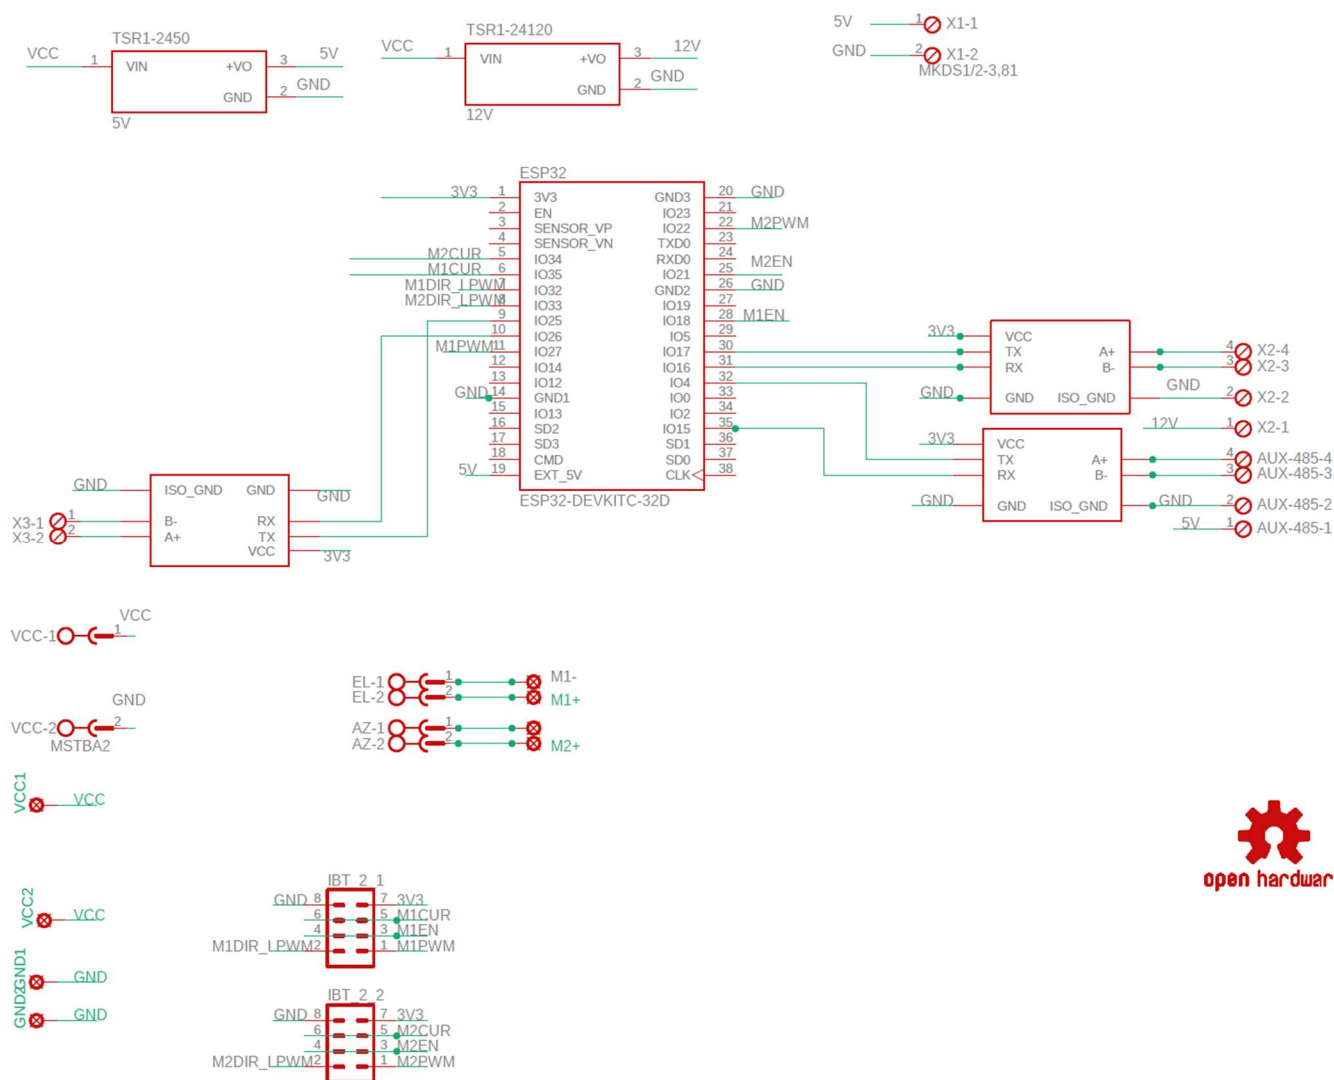 TSR1-2450
VCC 1 VIN +VO 3 5V
GND 2 GND
5V
TSR1-24120
VCC 1 VIN +VO 3 12V
GND 2 GND
12V
5V 1 X1-1
GND 2 X1-2
MKDS1/2-3,81
ESP32
3V3 1 3V3 GND3 20 GND
2 EN IO23 21
3 SENSOR_VP IO22 22 M2PWM
4 SENSOR_VN TXD0 23
M2CUR 5 IO34 RXD0 24
M1CUR 6 IO35 IO21 25 M2EN
M1DIR_LPWM 7 IO32 GND2 26 GND
M2DIR_LPWM 8 IO33 IO19 27
9 IO25 IO18 28 M1EN
10 IO26 IO5 29
M1PWM 11 IO27 IO17 30
12 IO14 IO16 31
13 IO12 IO4 32
GND 14 GND1 IO0 33
15 IO13 IO2 34
16 SD2 IO15 35
17 SD3 SD1 36
18 CMD SD0 37
5V 19 EXT_5V CLK 38
ESP32-DEVKITC-32D
3V3 VCC
TX A+ 4 X2-4
RX B- 3 X2-3
GND GND ISO_GND GND 2 X2-2
12V 1 X2-1
3V3 VCC
TX A+ 4 AUX-485-4
RX B- 3 AUX-485-3
GND GND ISO_GND GND 2 AUX-485-2
5V 1 AUX-485-1
GND ISO_GND GND GND
X3-1 1 B- RX
X3-2 2 A+ TX
VCC 3V3
VCC
VCC-1 1
GND
VCC-2 2
MSTBA2
EL-1 1 M1-
EL-2 2 M1+
AZ-1 1
AZ-2 2 M2+
VCC1 VCC
VCC2 VCC
GND1 GND
GND2 GND
IBT_2_1
GND 8 7 3V3
6 5 M1CUR
4 3 M1EN
M1DIR_LPWM 2 1 M1PWM
IBT_2_2
GND 8 7 3V3
6 5 M2CUR
4 3 M2EN
M2DIR_LPWM 2 1 M2PWM
open hardwar